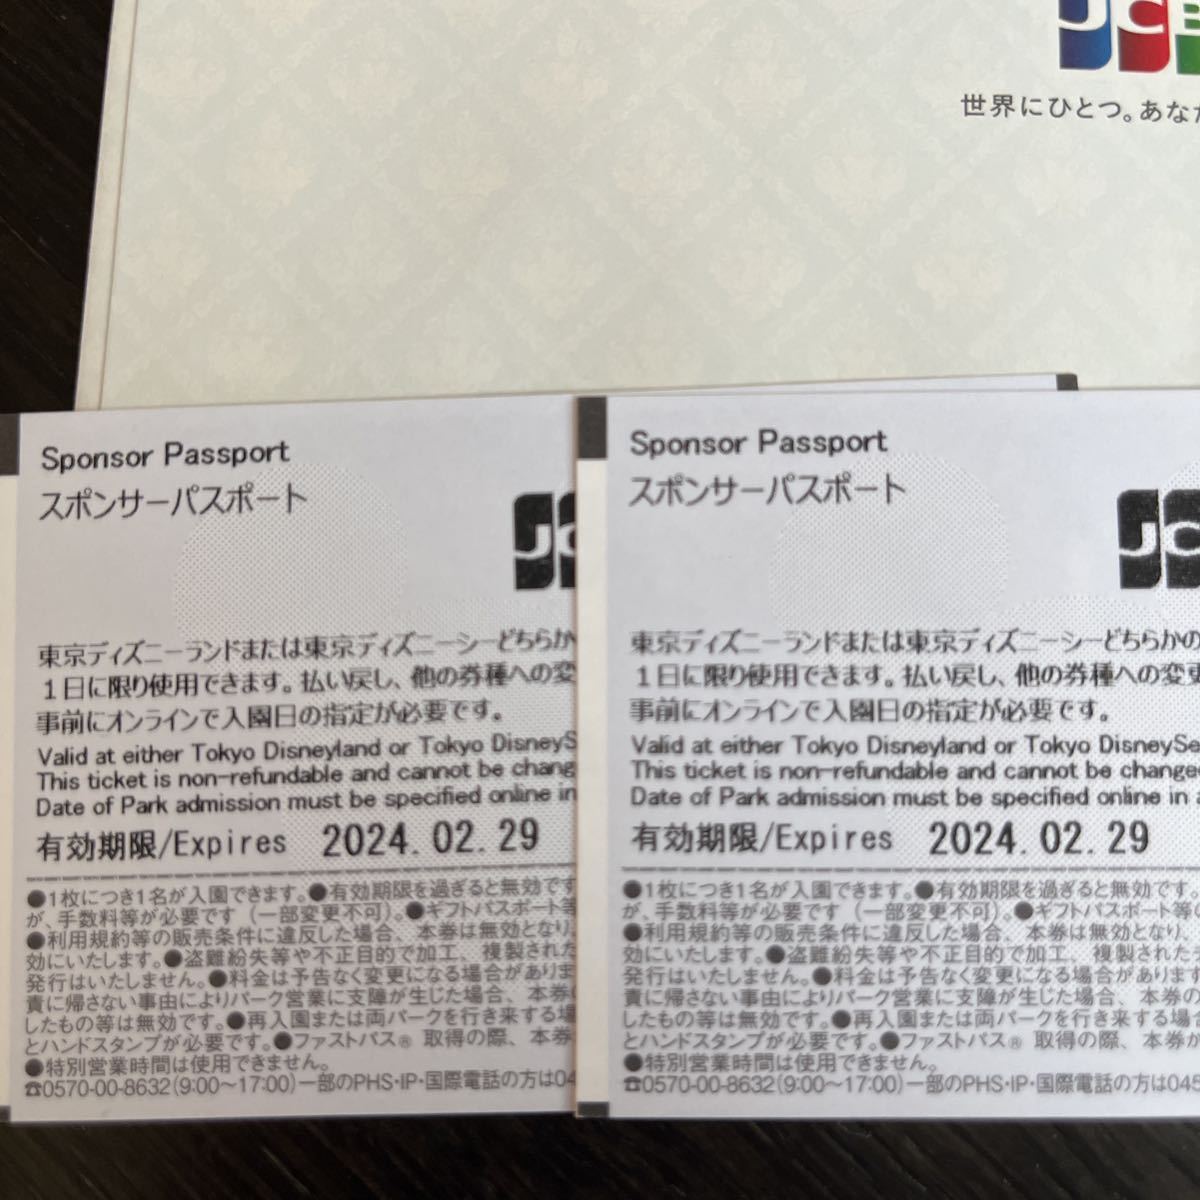 JCB
世界にひとつ。あなた
Sponsor Passport
スポンサーパスポート
JC
東京ディズニーランドまたは東京ディズニーシーどちらか
1日に限り使用できます。払い戻し、他の券種への変
事前にオンラインで入園日の指定が必要です。
Valid at either Tokyo Disneyland or Tokyo DisneyS
This ticket is non-refundable and cannot be chang
Date of Park admission must be specified online in
有効期限/Expires 2024.02.29
●1枚につき1名が入園できます。●有効期限を過ぎると無効です
が、手数料等が必要です（一部変更不可）。●ギフトパスポート等
●利用規約等の販売条件に違反した場合、本券は無効となり、
効にいたします。●盗難紛失等や不正目的で加工、複製された
発行はいたしません。●料金は予告なく変更になる場合があります
責に帰さない事由によりパーク営業に支障が生じた場合、本券
したもの等は無効です。●再入園または両パークを行き来する場
とハンドスタンプが必要です。●ファストパス® 取得の際、本券
●特別営業時間は使用できません。
☎0570-00-8632（9:00～17:00）一部のPHS・IP・国際電話の方は04
Sponsor Passport
スポンサーパスポート
JC
東京ディズニーランドまたは東京ディズニーシーどちらかの
1日に限り使用できます。払い戻し、他の券種への変更
事前にオンラインで入園日の指定が必要です。
Valid at either Tokyo Disneyland or Tokyo DisneySe
This ticket is non-refundable and cannot be change
Date of Park admission must be specified online in a
有効期限/Expires 2024.02.29
●1枚につき1名が入園できます。●有効期限を過ぎると無効です。
が、手数料等が必要です（一部変更不可）。●ギフトパスポート等
●利用規約等の販売条件に違反した場合、本券は無効となり、
効にいたします。●盗難紛失等や不正目的で加工、複製されたチ
発行はいたしません。●料金は予告なく変更になる場合があります
責に帰さない事由によりパーク営業に支障が生じた場合、本券の
したもの等は無効です。●再入園または両パークを行き来する場合
とハンドスタンプが必要です。●ファストパス® 取得の際、本券が
●特別営業時間は使用できません。
☎0570-00-8632（9:00～17:00）一部のPHS・IP・国際電話の方は045